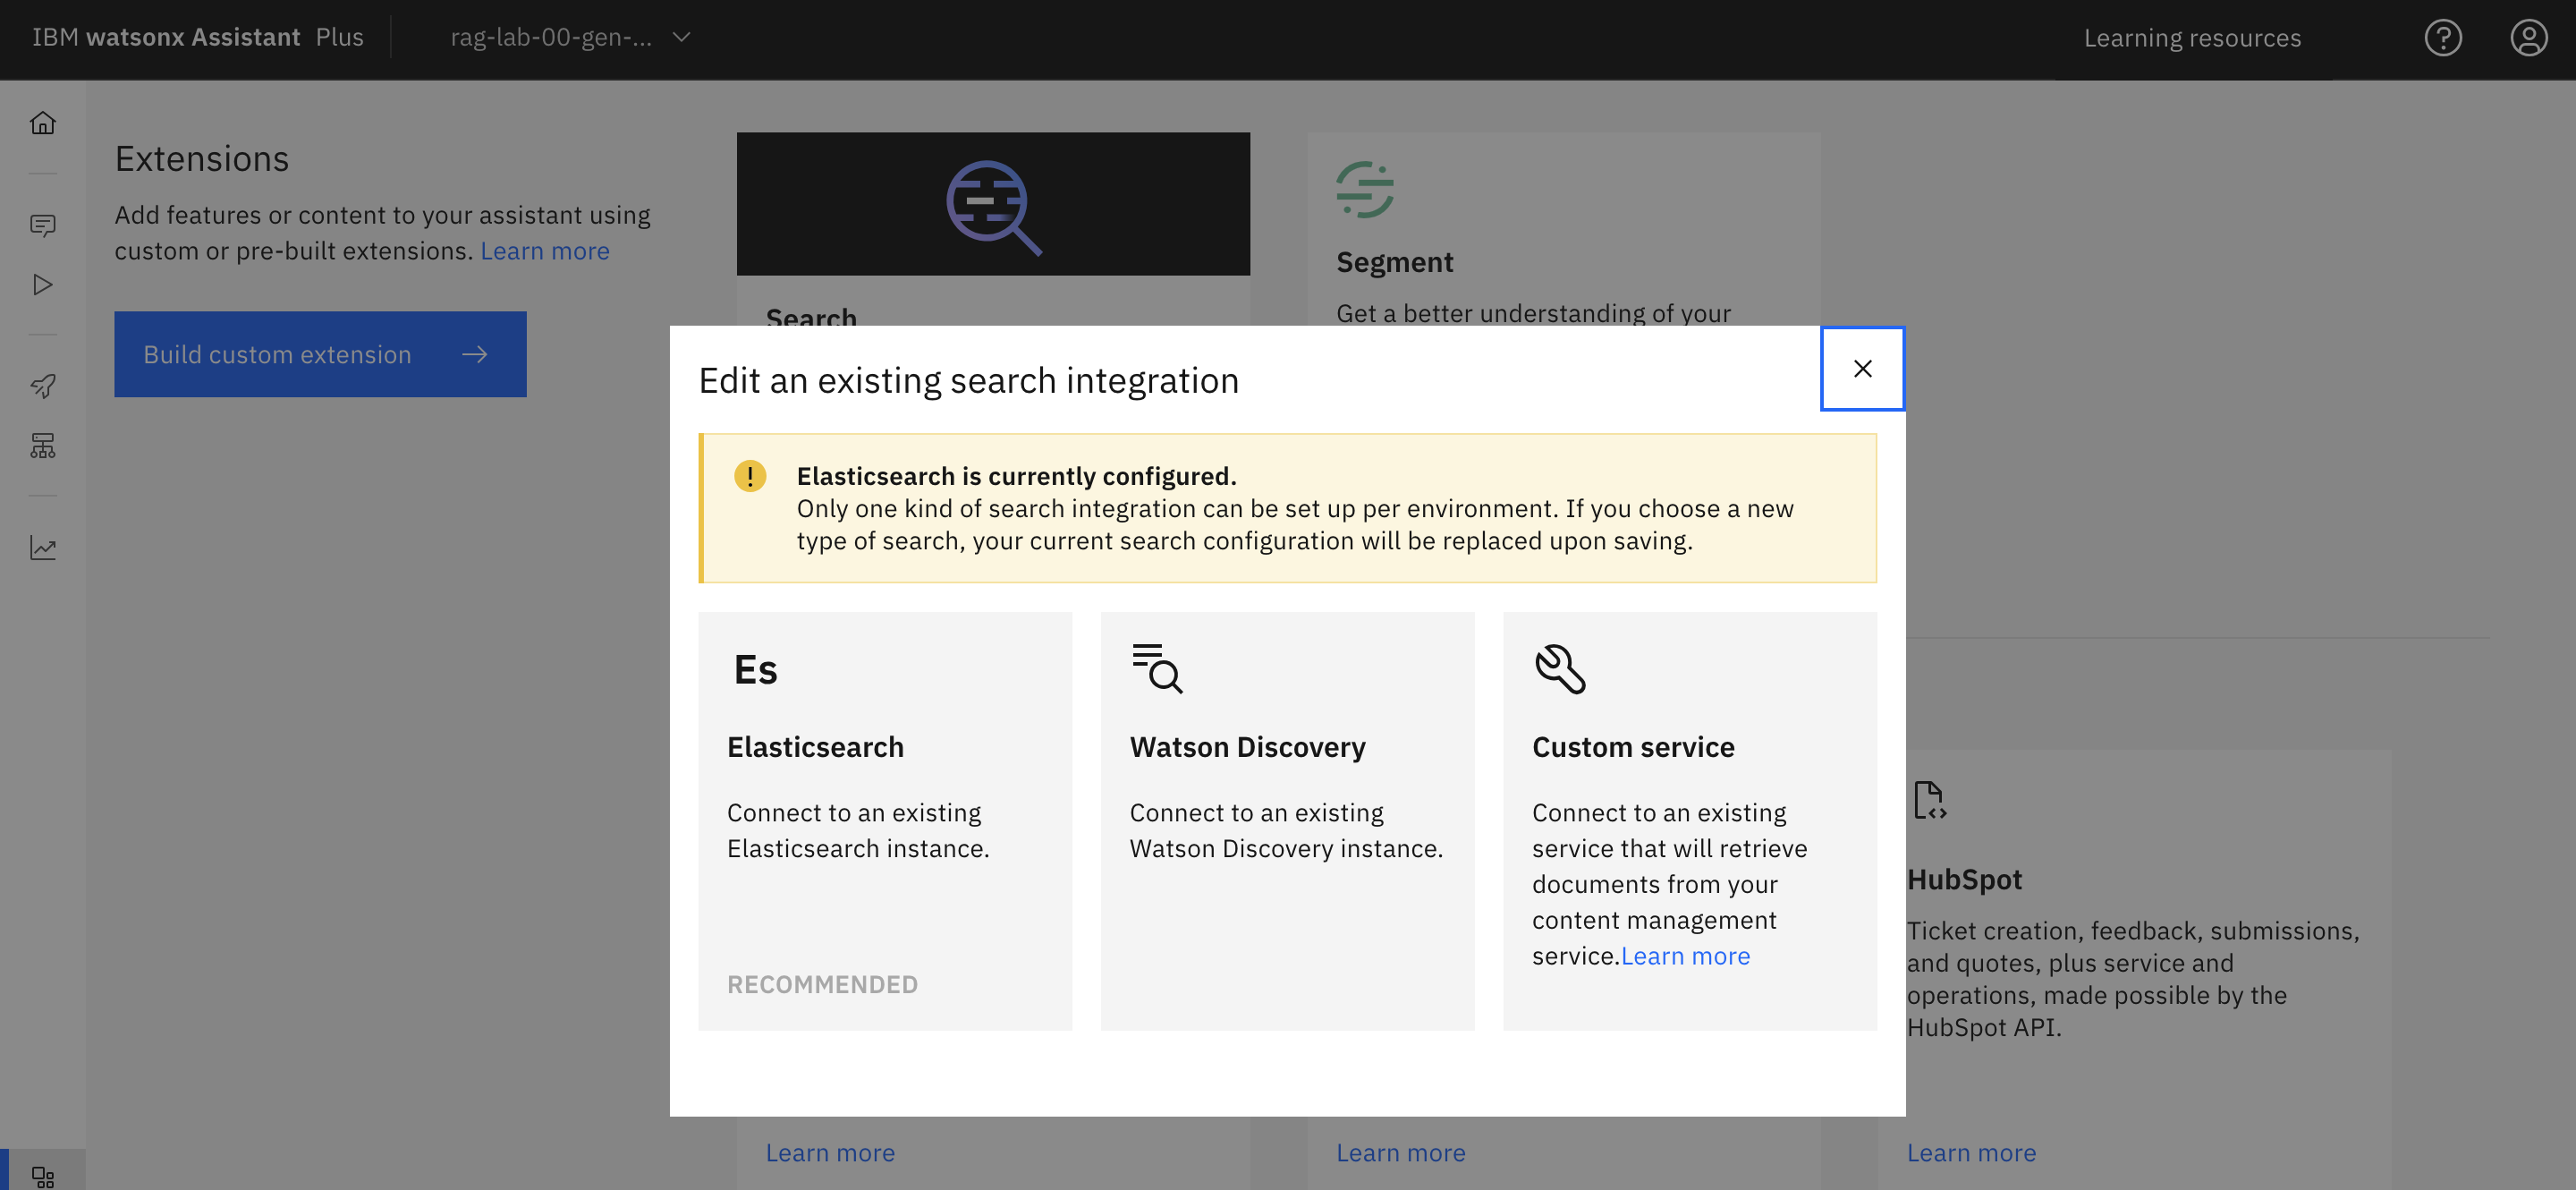 IBM watsonx Assistant Plus
rag-lab-00-gen-...
Learning resources
Extensions
Add features or content to your assistant using
custom or pre-built extensions. Learn more
Build custom extension
Search
Segment
Get a better understanding of your
Edit an existing search integration
Elasticsearch is currently configured.
Only one kind of search integration can be set up per environment. If you choose a new
type of search, your current search configuration will be replaced upon saving.
Es
Elasticsearch
Connect to an existing
Elasticsearch instance.
RECOMMENDED
Watson Discovery
Connect to an existing
Watson Discovery instance.
Custom service
Connect to an existing
service that will retrieve
documents from your
content management
service.Learn more
HubSpot
Ticket creation, feedback, submissions,
and quotes, plus service and
operations, made possible by the
HubSpot API.
Learn more
Learn more
Learn more